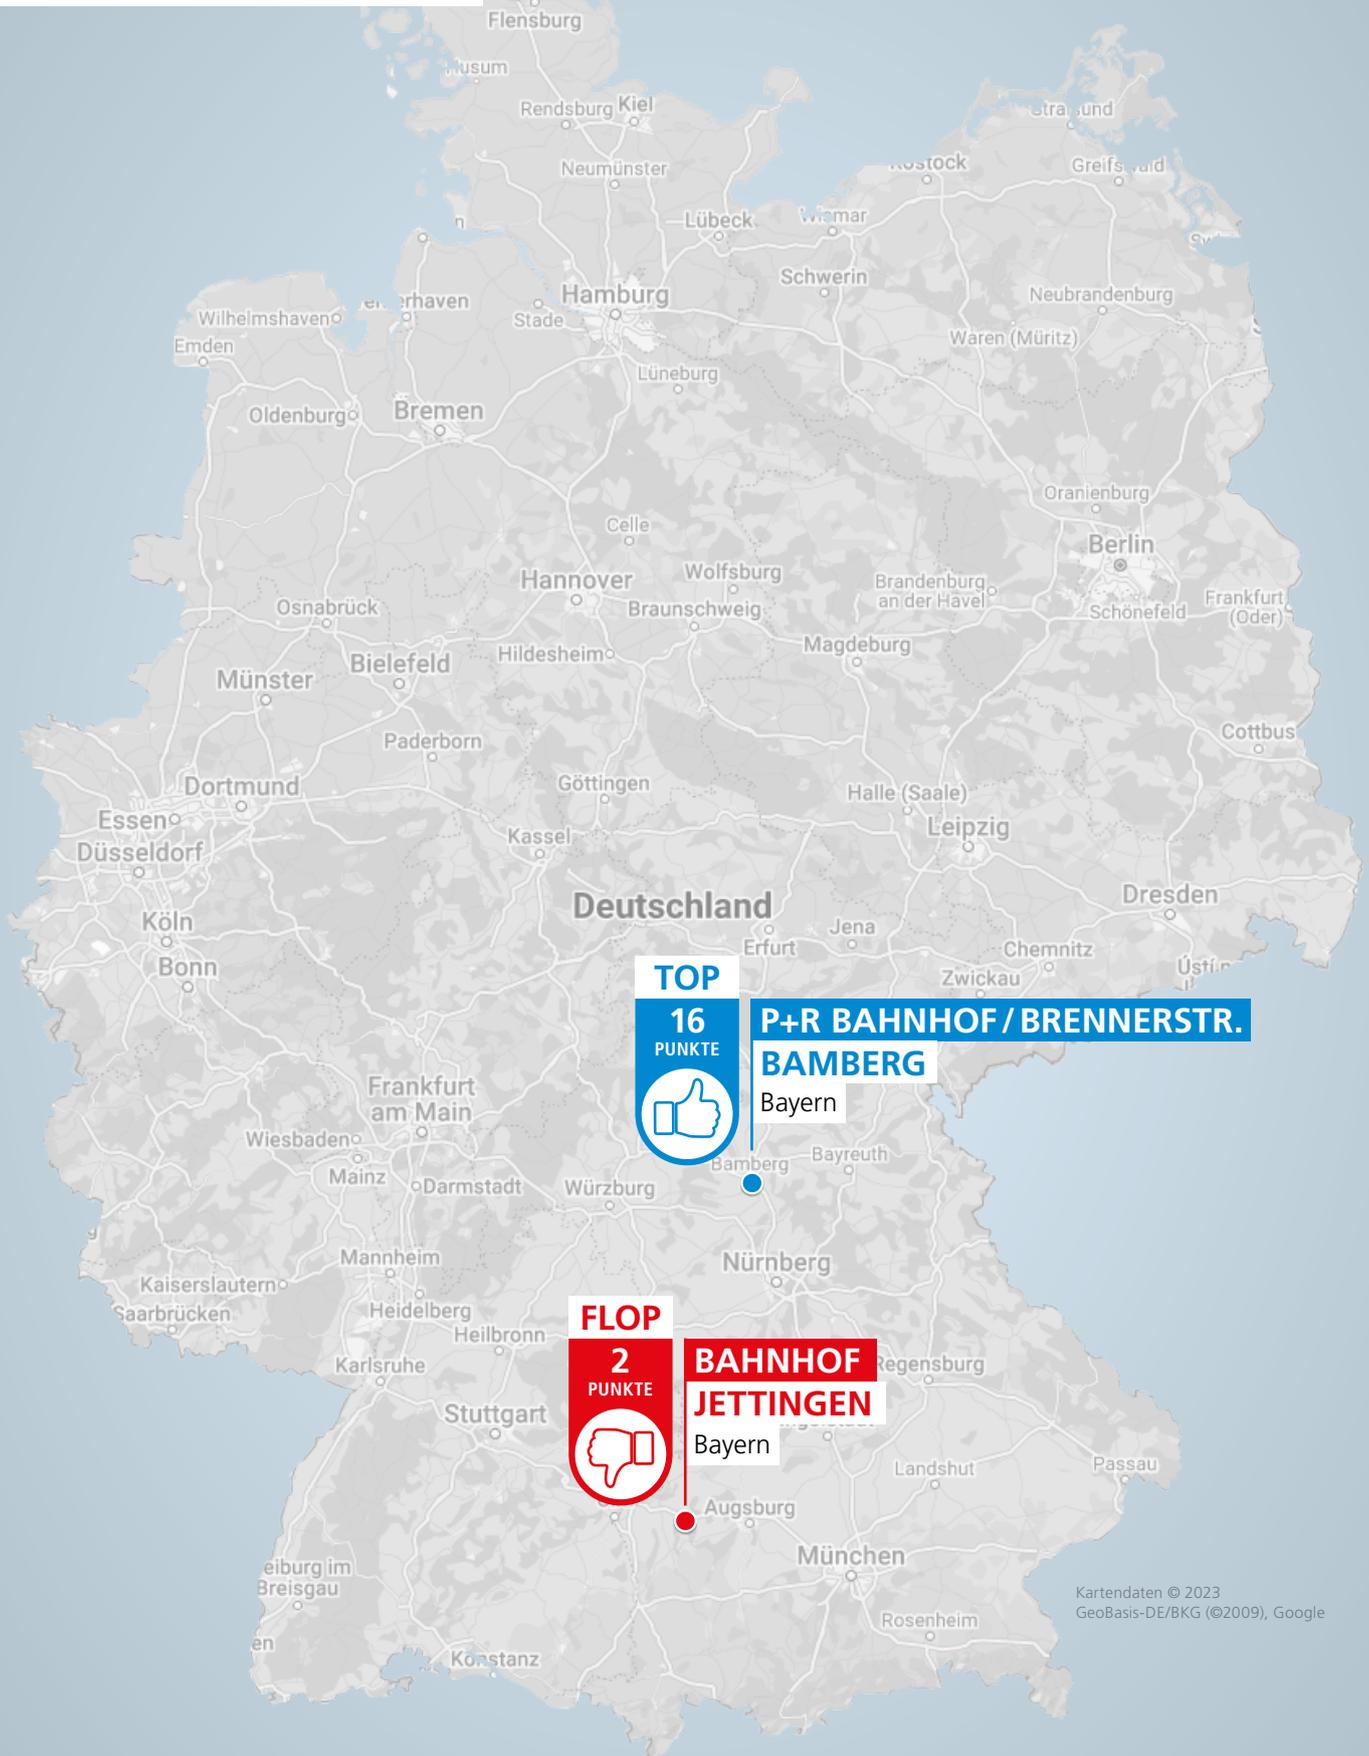 Flensburg
Rendsburg
Kiel
Neumünster
Lübeck
Schwerin
Hamburg
Stade
Wilhelmshaven
Emden
Neubrandenburg
Waren (Müritz)
Lüneburg
Oldenburg
Bremen
Oranienburg
Celle
Berlin
Hannover
Wolfsburg
Brandenburg
an der Havel
Osnabrück
Braunschweig
Schönefeld
Frankfurt
(Oder)
Hildesheim
Magdeburg
Bielefeld
Münster
Cottbus
Paderborn
Dortmund
Göttingen
Halle (Saale)
Essen
Kassel
Leipzig
Düsseldorf
Dresden
Deutschland
Köln
Jena
Erfurt
Chemnitz
Bonn
Zwickau
TOP
16
PUNKTE
P+R BAHNHOF / BRENNERSTR.
BAMBERG
Bayern
Frankfurt
am Main
Wiesbaden
Mainz
Darmstadt
Würzburg
Bamberg
Bayreuth
Mannheim
Nürnberg
Kaiserslautern
Saarbrücken
Heidelberg
Heilbronn
FLOP
2
PUNKTE
BAHNHOF
JETTINGEN
Bayern
Karlsruhe
Regensburg
Stuttgart
Landshut
Passau
Augsburg
München
Breisgau
Kartendaten © 2023
GeoBasis-DE/BKG (©2009), Google
Rosenheim
Konstanz